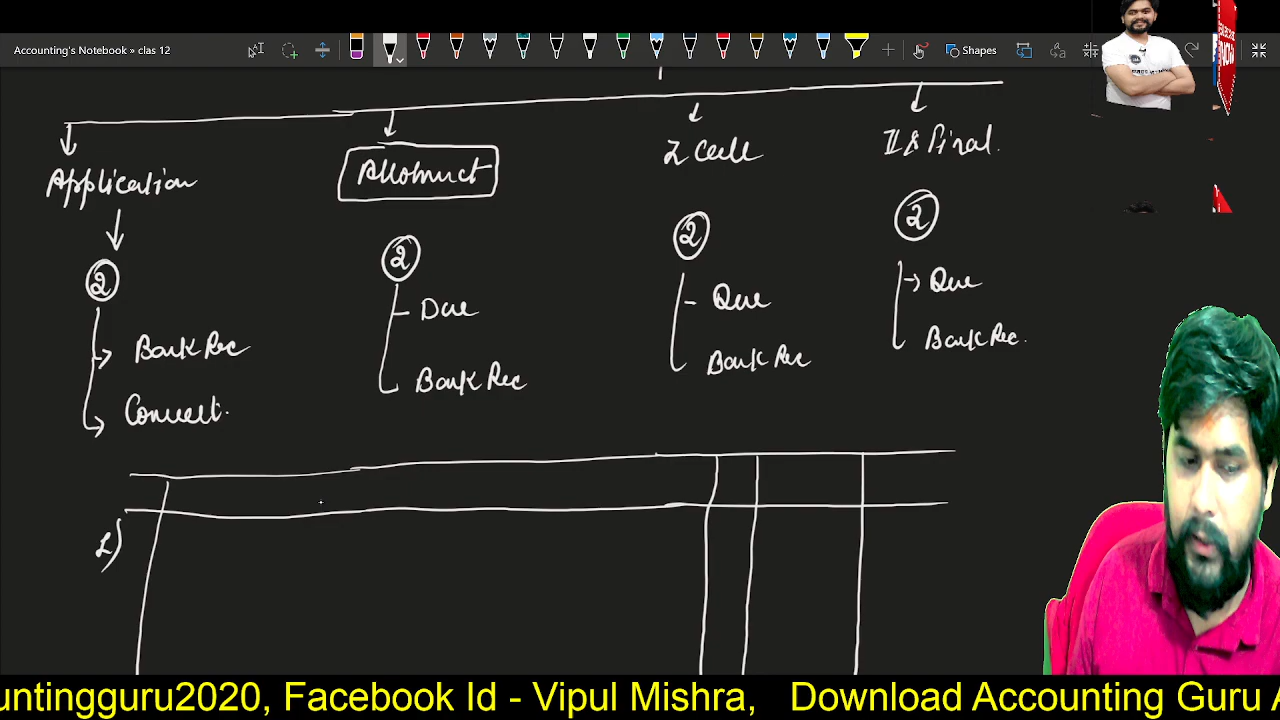 Accounting's Notebook » clas 12
Shapes
Application
Allotment
I Call
II & Final.
2
2
2
2
Bank Rec
Convert.
Due
Bank Rec
Due
Bank Rec
Due
Bank Rec.
1)
untingguru2020, Facebook Id - Vipul Mishra, Download Accounting Guru A